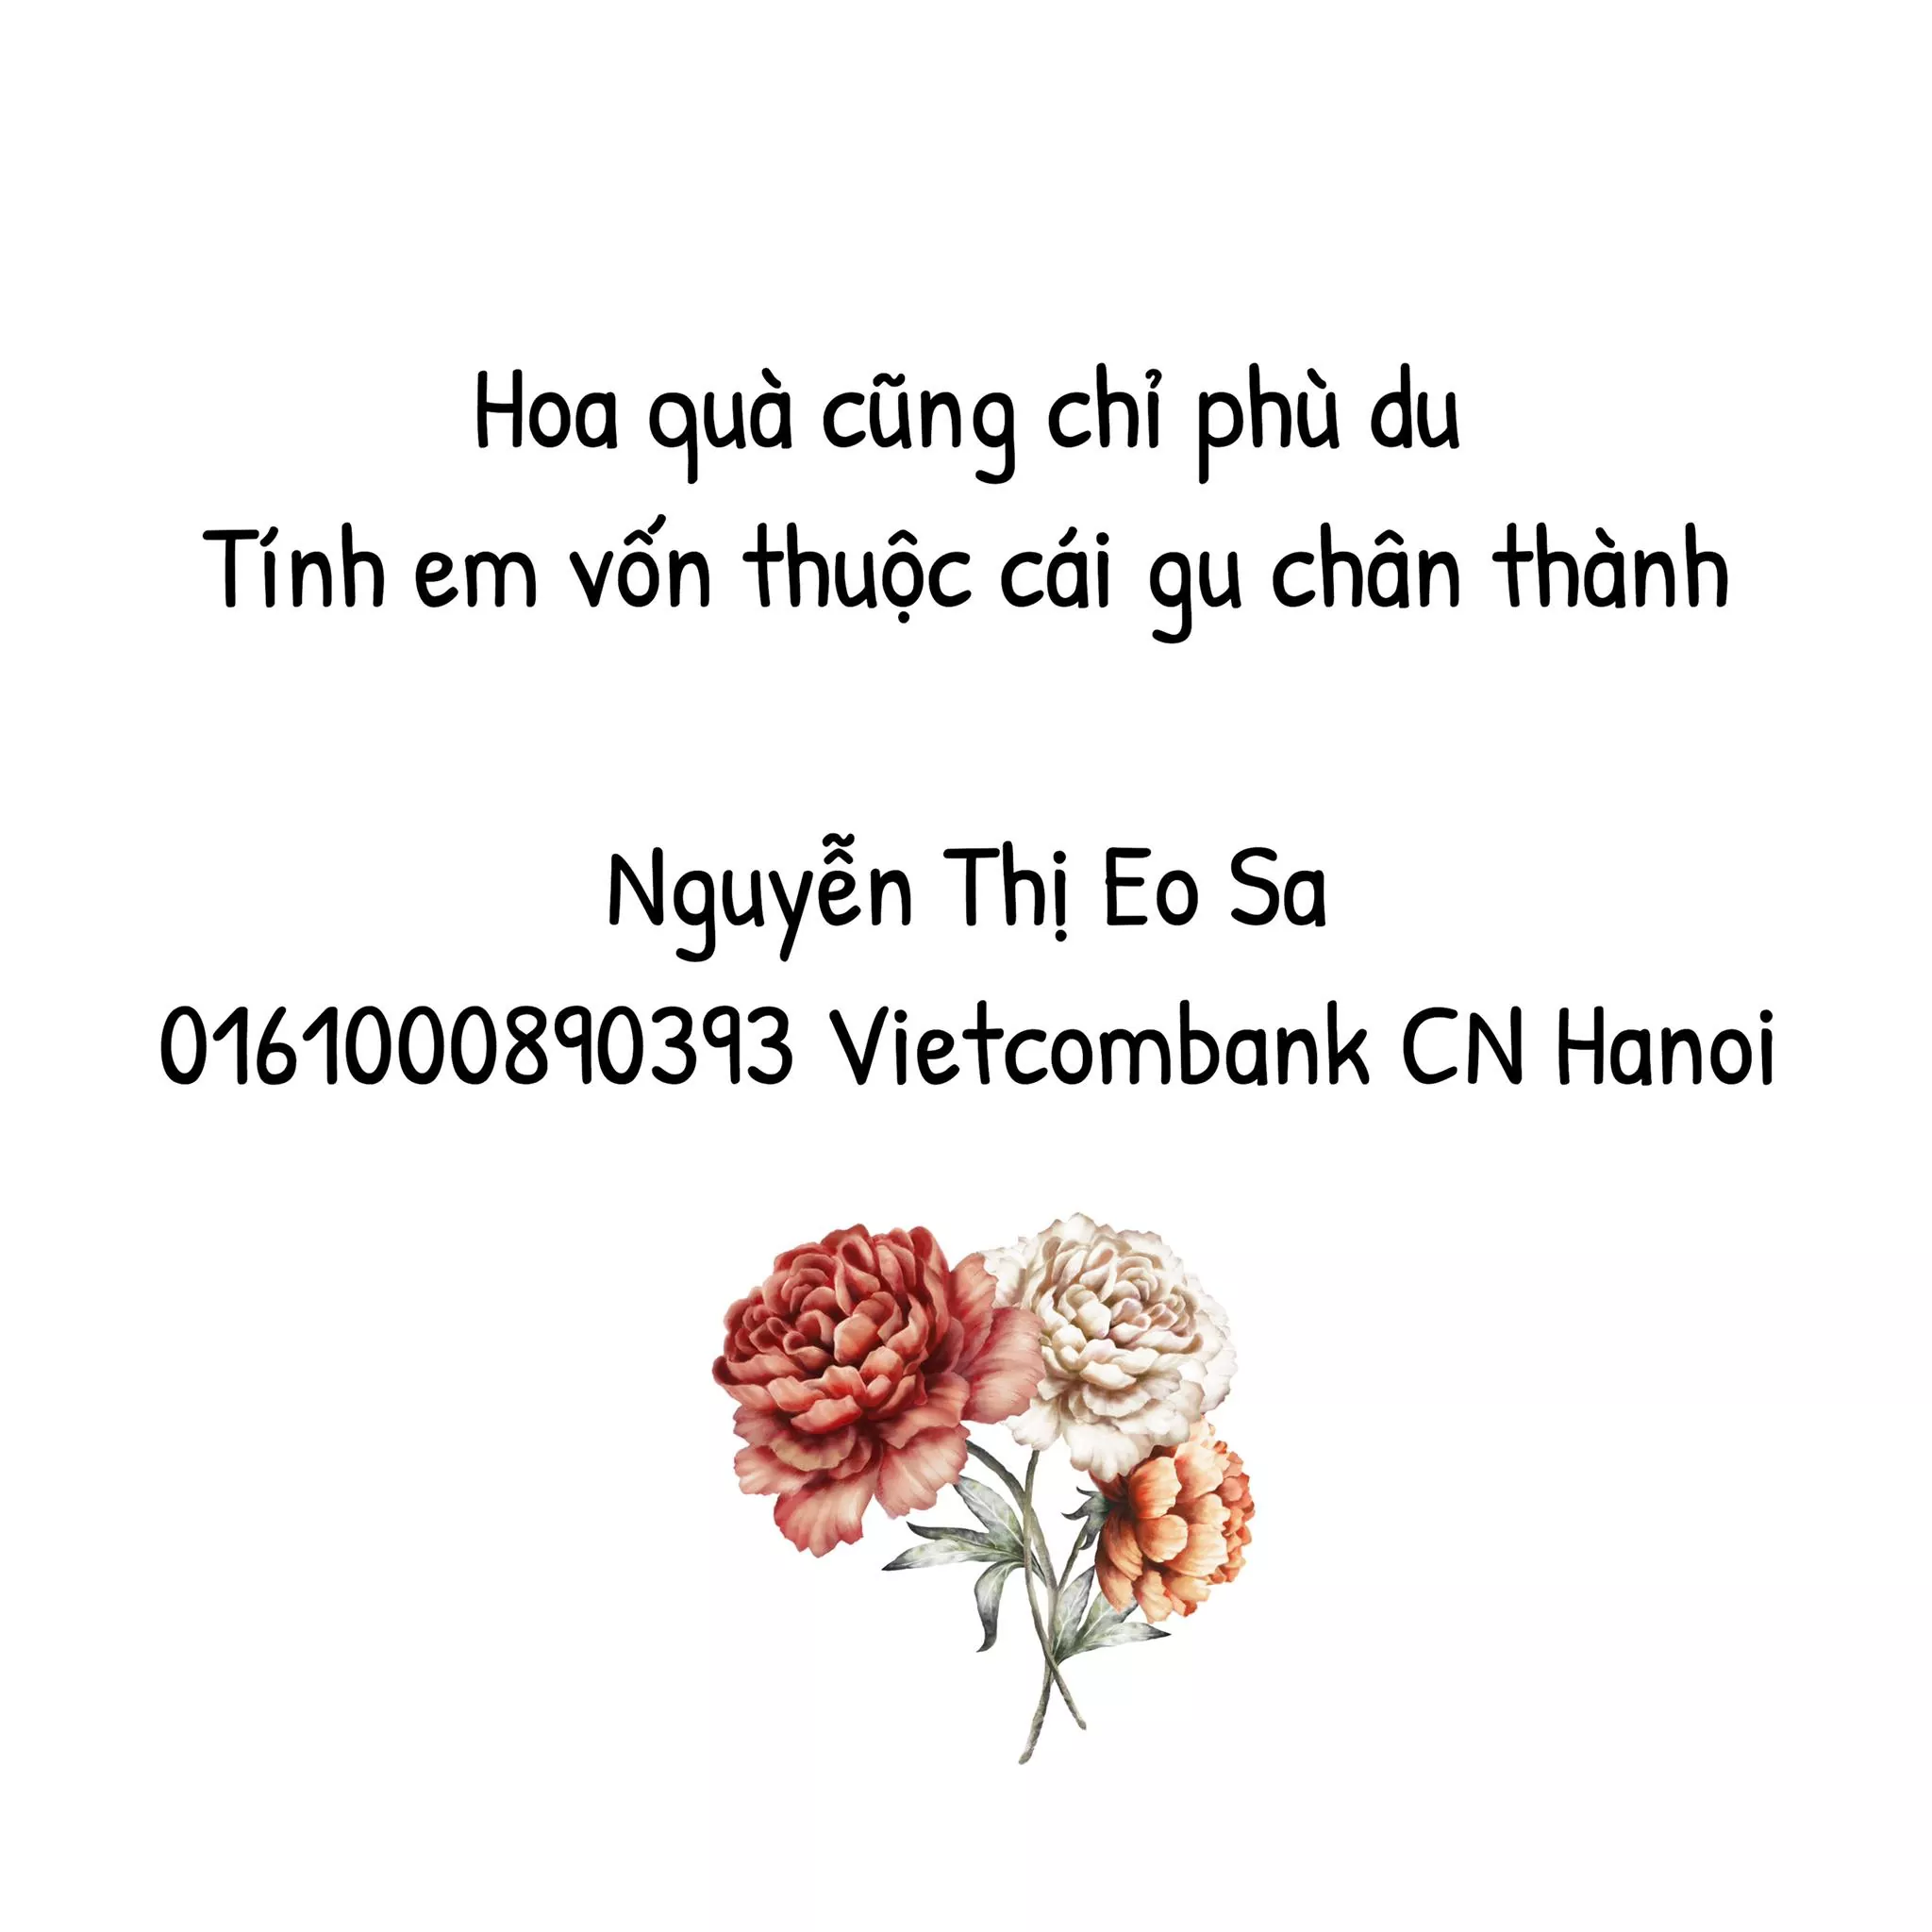 Hoa quà cũng chỉ phù du
Tính em vốn thuộc cái gu chân thành
Nguyễn Thị Eo Sa
0161000890393 Vietcombank CN Hanoi